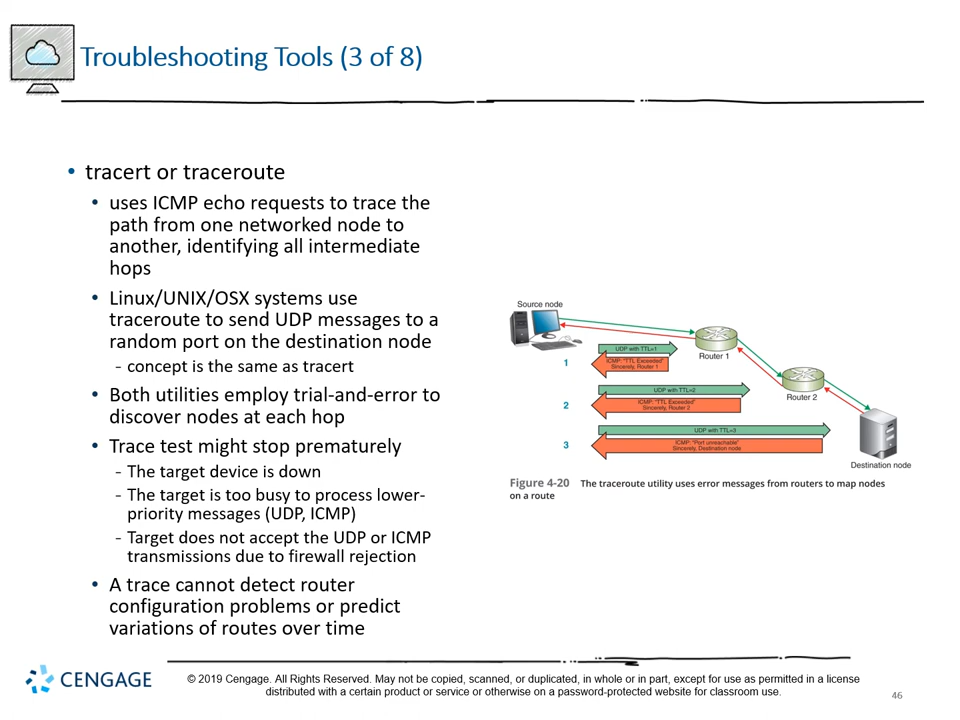 Troubleshooting Tools (3 of 8)
• tracert or traceroute
• uses ICMP echo requests to trace the
path from one networked node to
another, identifying all intermediate
hops
• Linux/UNIX/OSX systems use
traceroute to send UDP messages to a
random port on the destination node
- concept is the same as tracert
• Both utilities employ trial-and-error to
discover nodes at each hop
• Trace test might stop prematurely
- The target device is down
- The target is too busy to process lower-
priority messages (UDP, ICMP)
- Target does not accept the UDP or ICMP
transmissions due to firewall rejection
• A trace cannot detect router
configuration problems or predict
variations of routes over time
Source node
Router 1
Router 2
Destination node
1
UDP with TTL=1
ICMP: "TTL Exceeded"
Sincerely, Router 1
2
UDP with TTL=2
ICMP: "TTL Exceeded"
Sincerely, Router 2
3
UDP with TTL=3
ICMP: "Port unreachable"
Sincerely, Destination node
Figure 4-20 The traceroute utility uses error messages from routers to map nodes
on a route
CENGAGE
© 2019 Cengage. All Rights Reserved. May not be copied, scanned, or duplicated, in whole or in part, except for use as permitted in a license
distributed with a certain product or service or otherwise on a password-protected website for classroom use.
46